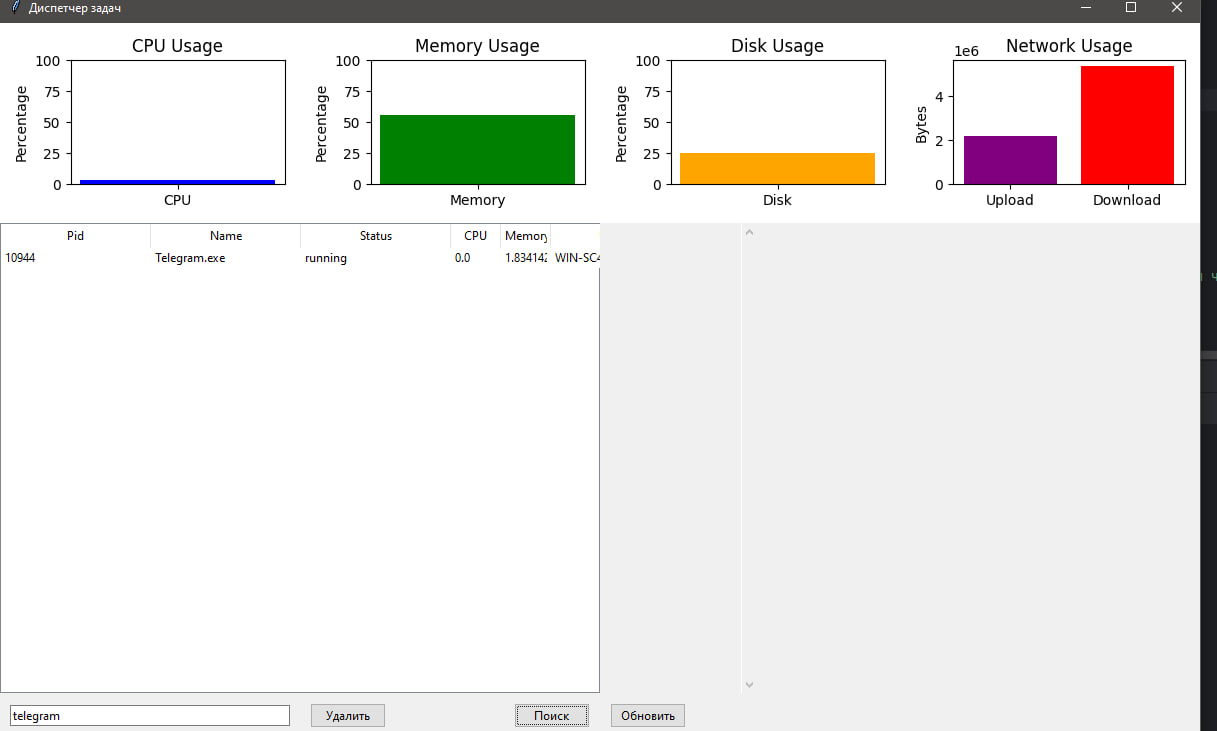 Диспетчер задач
CPU Usage
Percentage
100
75
50
25
0
CPU
Memory Usage
Percentage
100
75
50
25
0
Memory
Disk Usage
Percentage
100
75
50
25
0
Disk
Network Usage
1e6
Bytes
4
2
0
Upload Download
Pid Name Status CPU Memory
10944 Telegram.exe running 0.0 1.834142 WIN-SC4
telegram Удалить Поиск Обновить